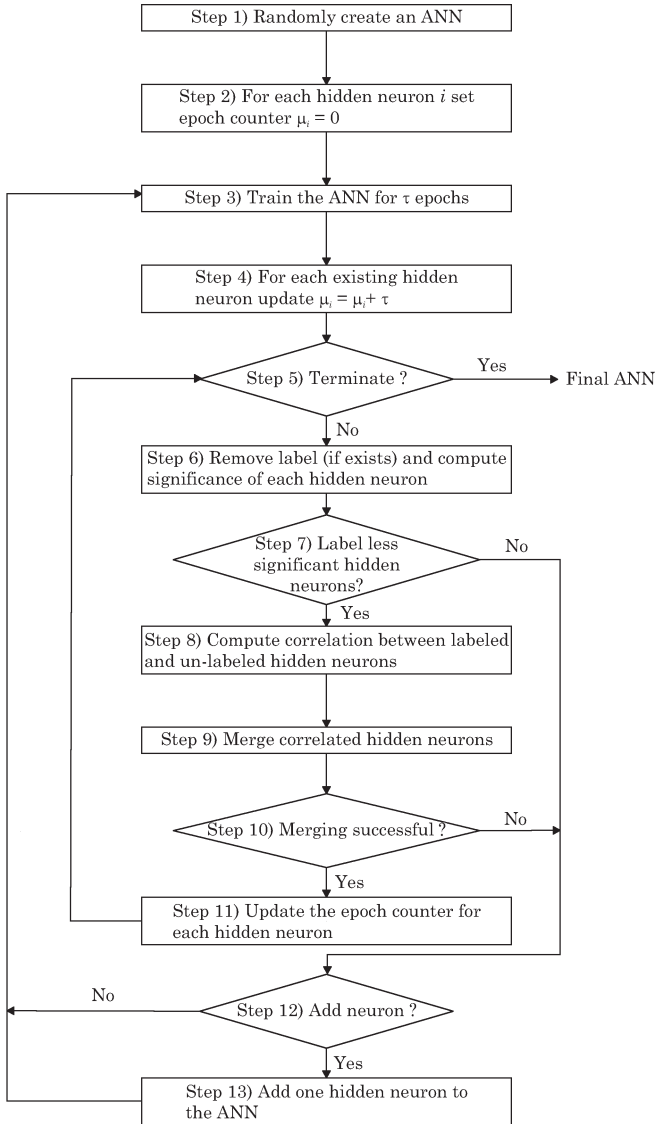 Step 1) Randomly create an ANN
Step 2) For each hidden neuron i set
epoch counter μᵢ = 0
Step 3) Train the ANN for τ epochs
Step 4) For each existing hidden
neuron update μᵢ = μᵢ+ τ
Step 5) Terminate ?
Yes
Final ANN
No
Step 6) Remove label (if exists) and compute
significance of each hidden neuron
Step 7) Label less
significant hidden
neurons?
No
Yes
Step 8) Compute correlation between labeled
and un-labeled hidden neurons
Step 9) Merge correlated hidden neurons
Step 10) Merging successful ?
No
Yes
Step 11) Update the epoch counter for
each hidden neuron
No
Step 12) Add neuron ?
Yes
Step 13) Add one hidden neuron to
the ANN